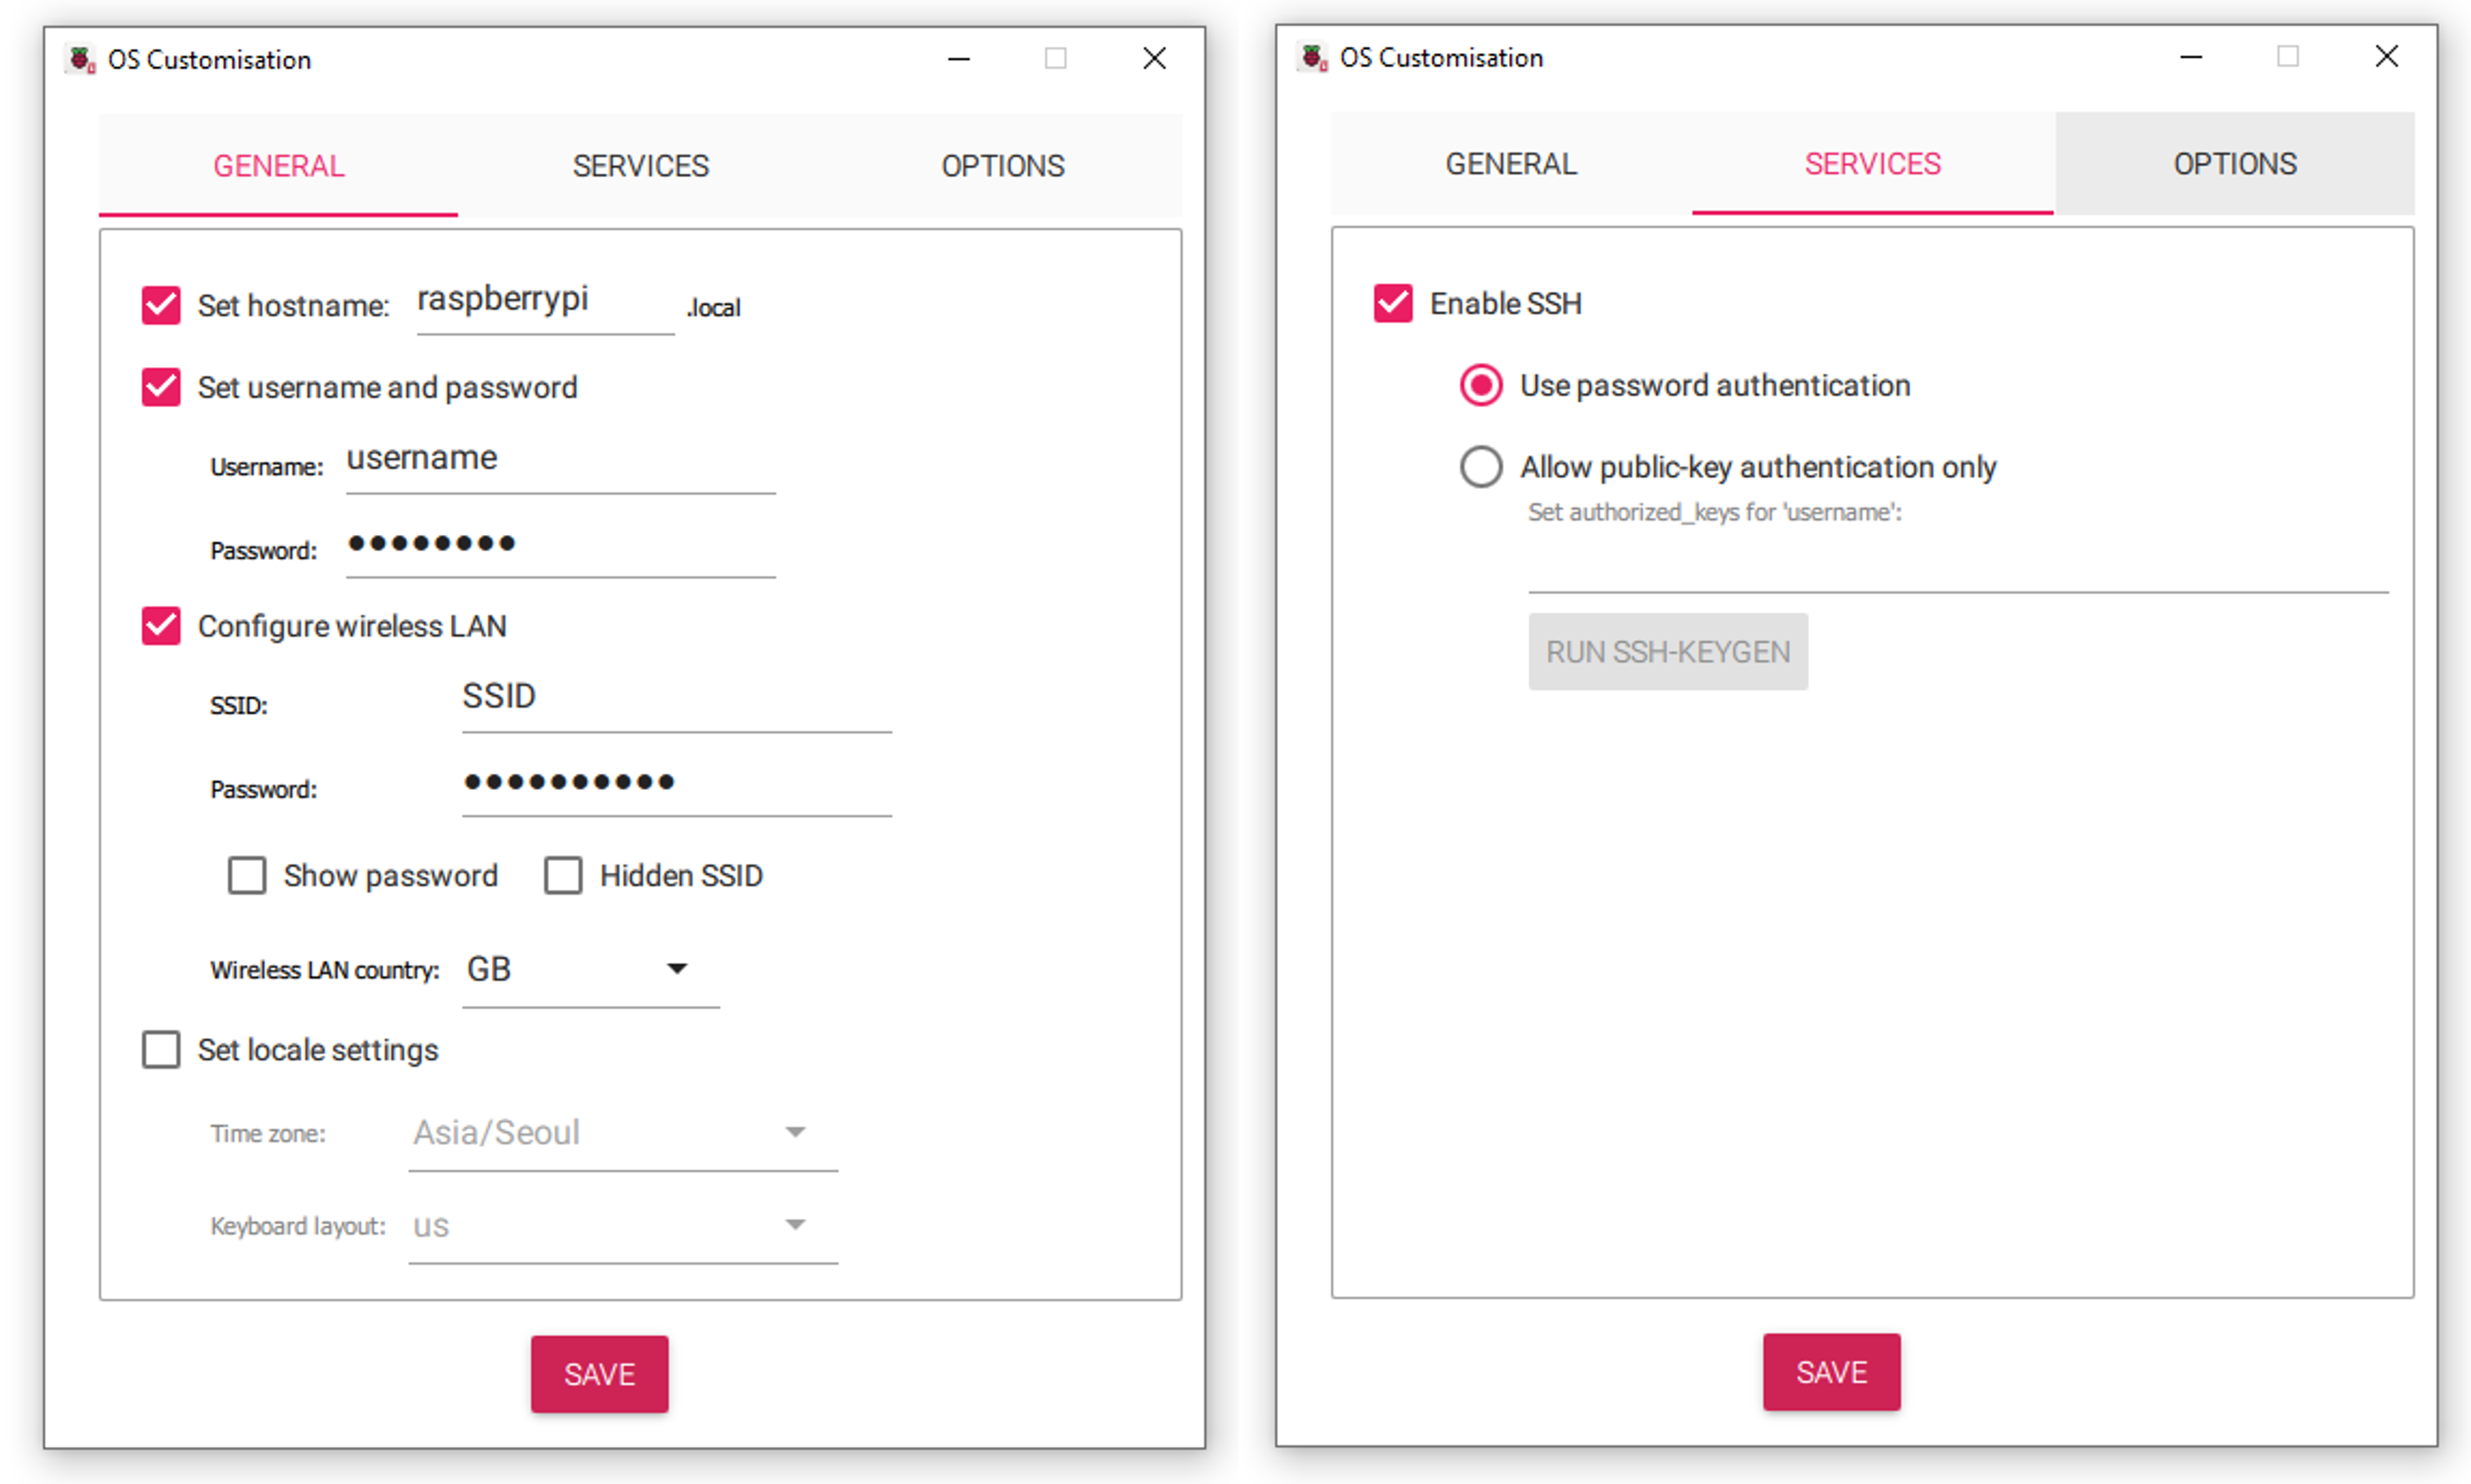 OS Customisation
GENERAL SERVICES OPTIONS
Set hostname: raspberrypi .local
Set username and password
Username: username
Password: ••••••••
Configure wireless LAN
SSID: SSID
Password: ••••••••••
Show password Hidden SSID
Wireless LAN country: GB
Set locale settings
Time zone: Asia/Seoul
Keyboard layout: us
SAVE
OS Customisation
GENERAL SERVICES OPTIONS
Enable SSH
Use password authentication
Allow public-key authentication only
Set authorized_keys for 'username':
RUN SSH-KEYGEN
SAVE